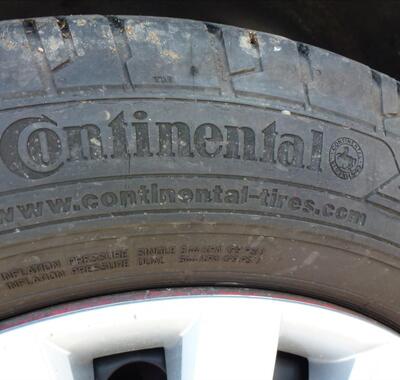 Continental
www.continental-tires.com
INFLATION PRESSURE SINGLE
INFLATION PRESSURE DUAL